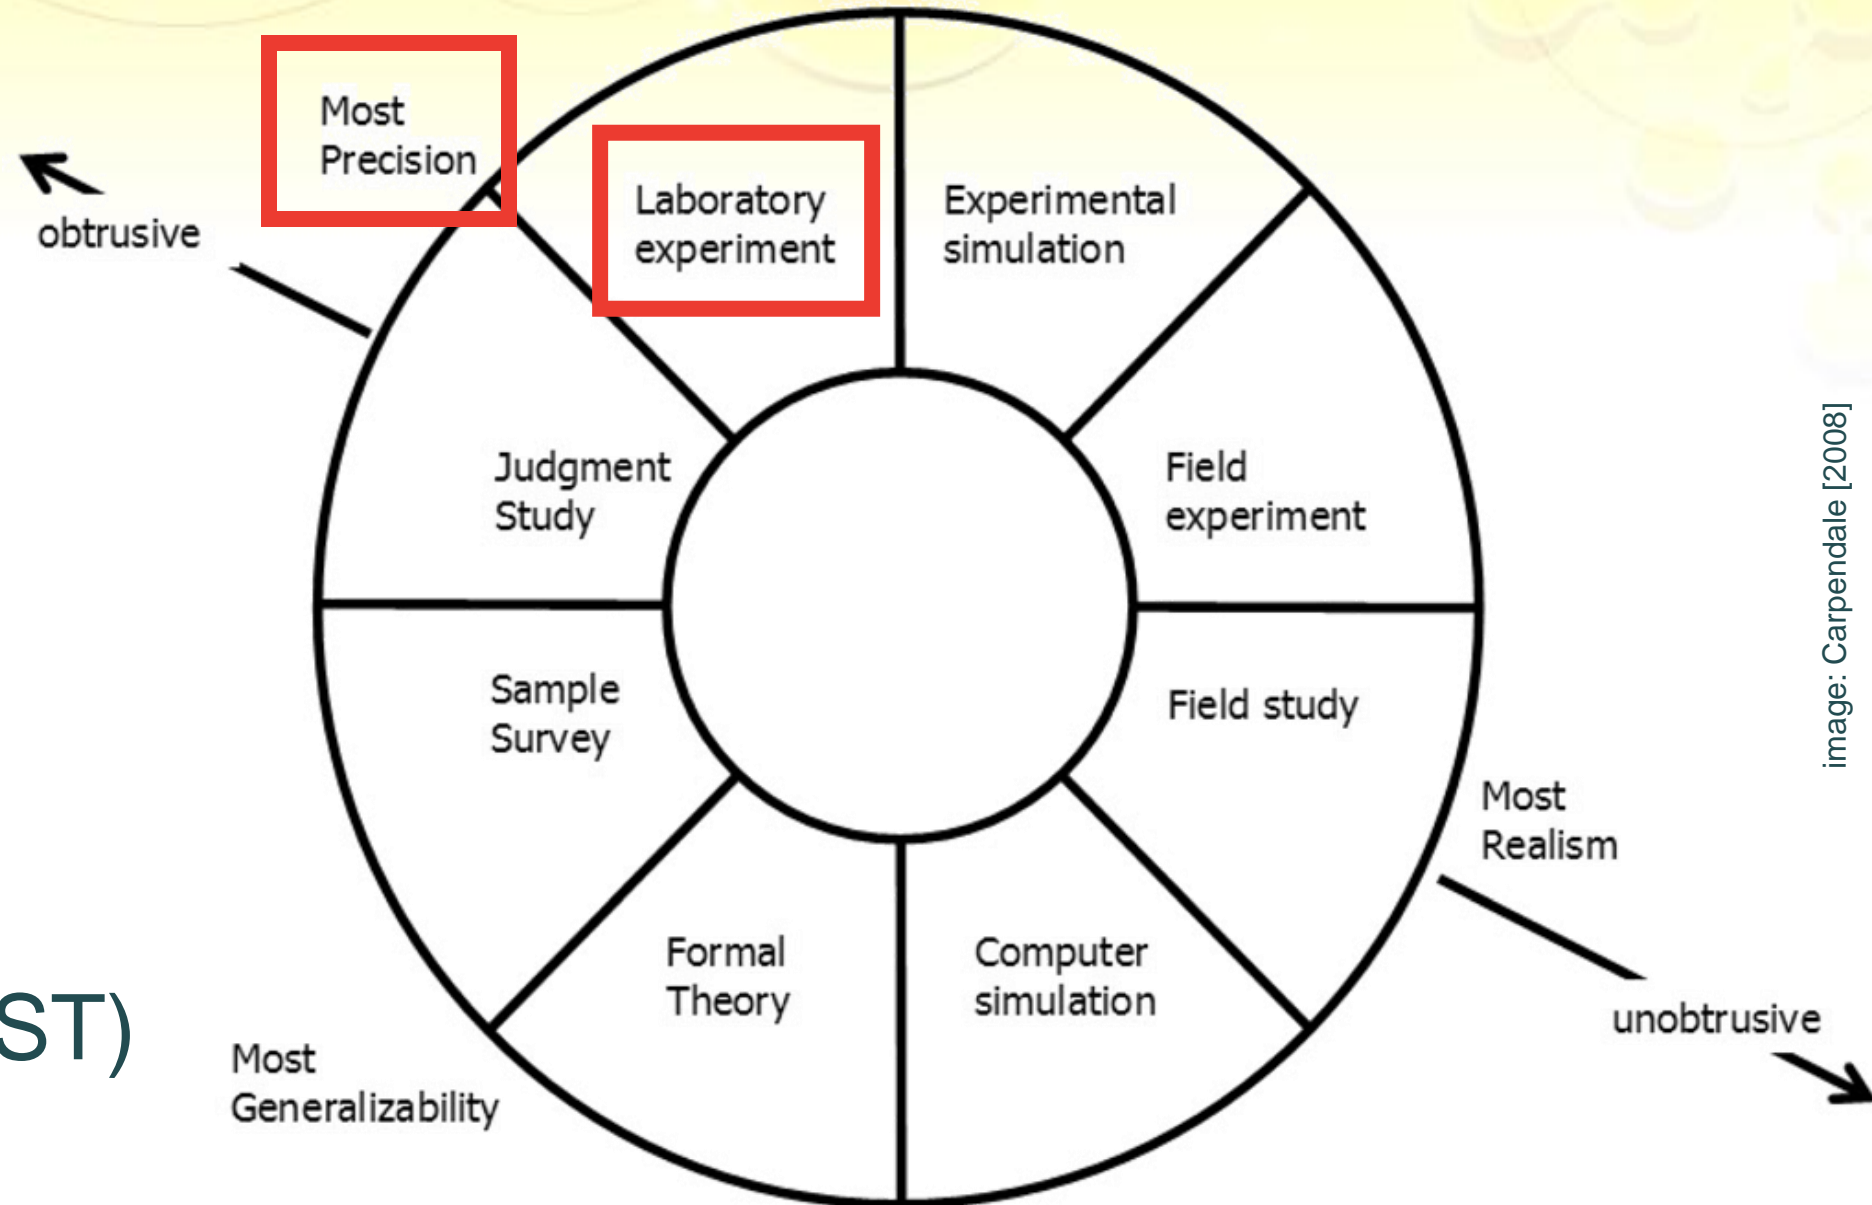 Most
Precision
obtrusive
Laboratory
experiment
Experimental
simulation
Judgment
Study
Field
experiment
Sample
Survey
Field study
Most
Realism
Formal
Theory
Computer
simulation
unobtrusive
ST)
Most
Generalizability
image: Carpendale [2008]